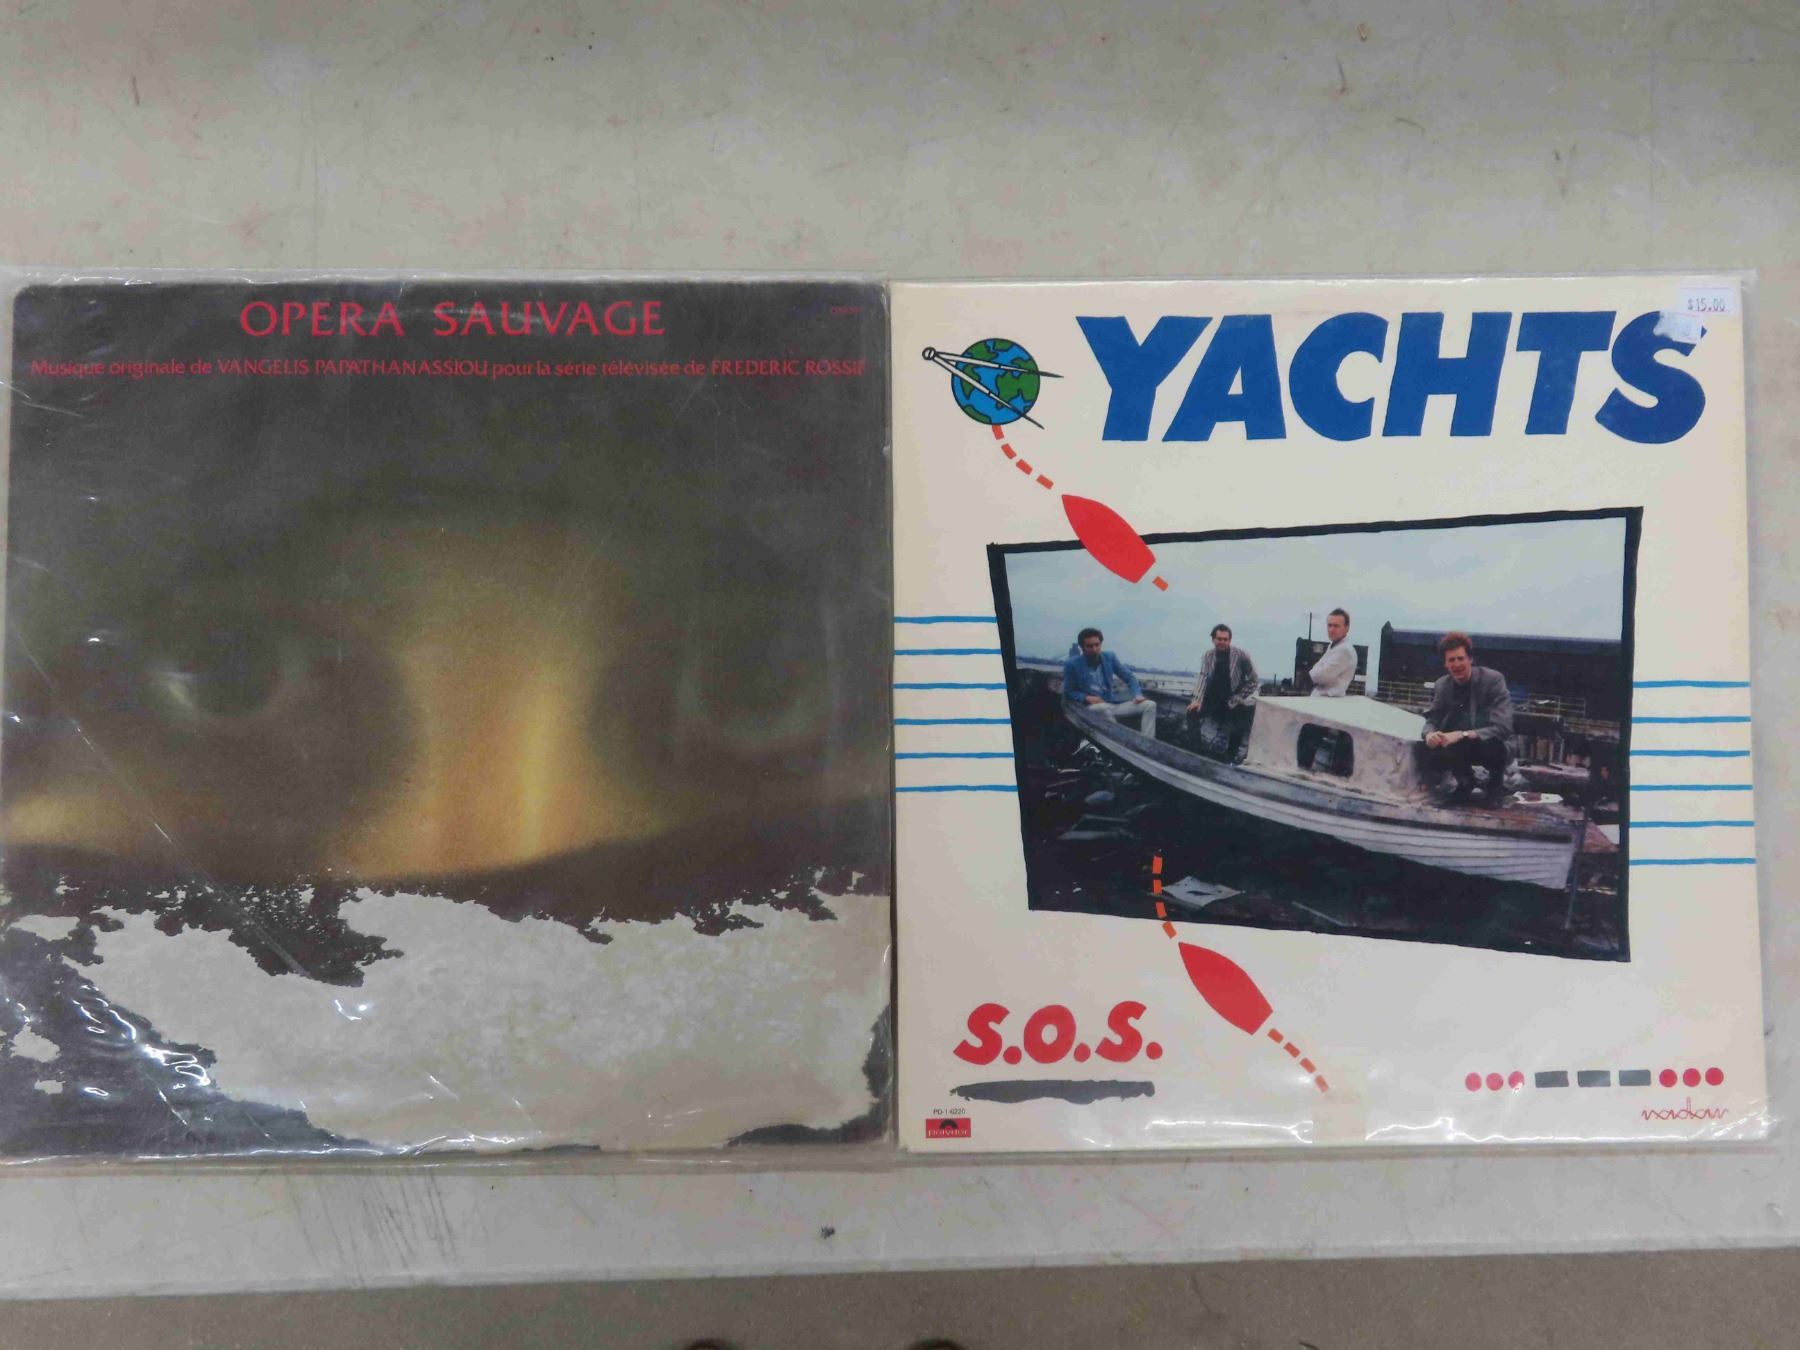 OPERA SAUVAGE
Musique originale de VANGELIS PAPATHANASSIOU pour la série télévisée de FREDERIC ROSSIF
$15.00
YACHTS
S.O.S.
PD-1-6220
polydor
radar